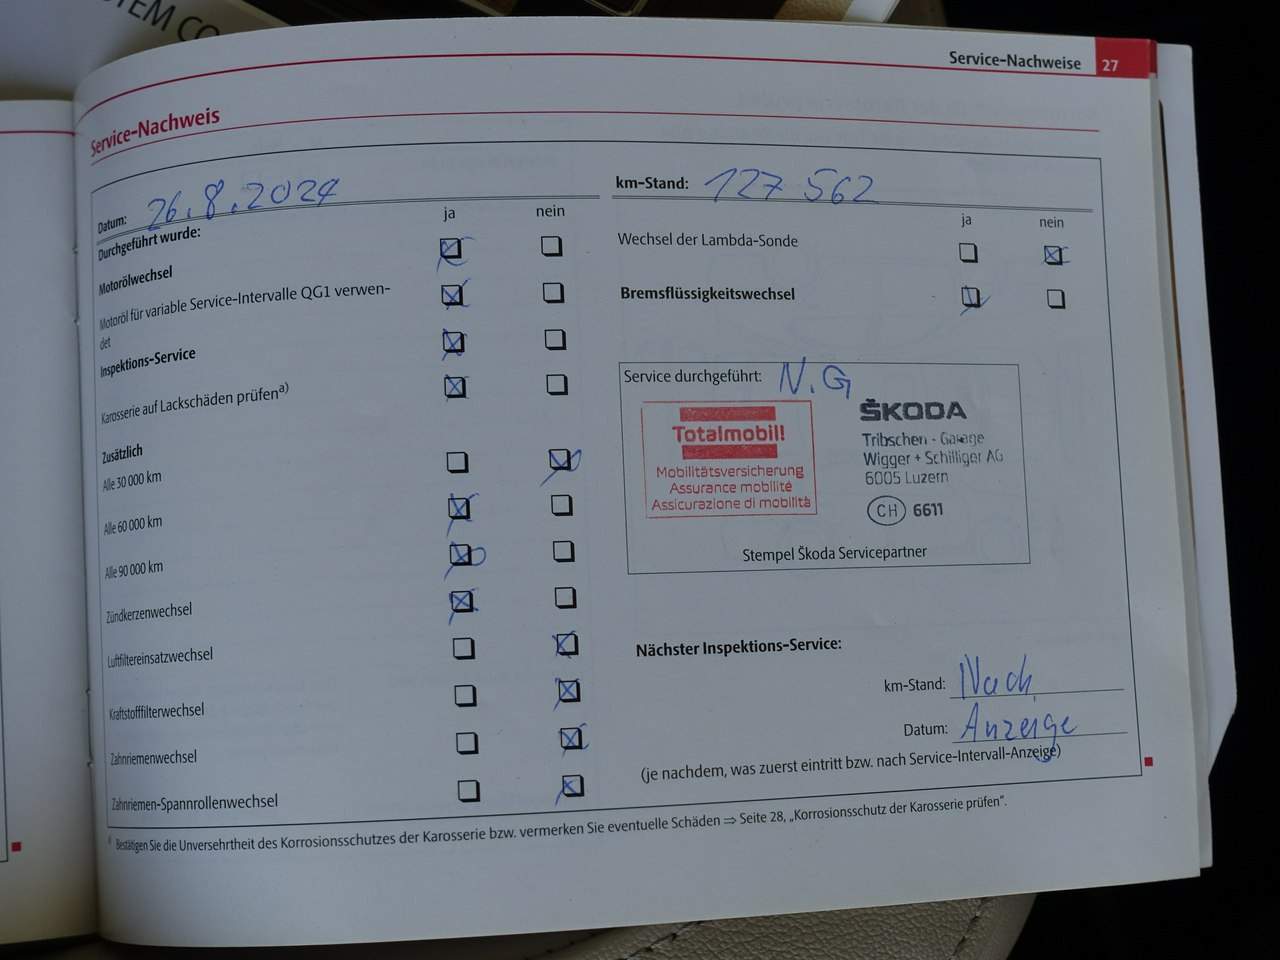 STEM CO
Service-Nachweise 27
Service-Nachweis
Datum: 26.8.2024
ja nein
Durchgeführt wurde:
Motorölwechsel
Motoröl für variable Service-Intervalle QG1 verwen-
det
Inspektions-Service
Karosserie auf Lackschäden prüfen a)
Zusätzlich
Alle 30 000 km
Alle 60 000 km
Alle 90 000 km
Zündkerzenwechsel
Luftfiltereinsatzwechsel
Kraftstofffilterwechsel
Zahnriemenwechsel
Zahnriemen-Spannrollenwechsel
km-Stand: 127 562
ja nein
Wechsel der Lambda-Sonde
Bremsflüssigkeitswechsel
Service durchgeführt: N.G
Totalmobil!
Mobilitätsversicherung
Assurance mobilité
Assicurazione di mobilità
ŠKODA
Tribschen - Garage
Wigger + Schilliger AG
6005 Luzern
CH 6611
Stempel Škoda Servicepartner
Nächster Inspektions-Service:
km-Stand: Nach
Datum: Anzeige
(je nachdem, was zuerst eintritt bzw. nach Service-Intervall-Anzeige)
a) Bestätigen Sie die Unversehrtheit des Korrosionsschutzes der Karosserie bzw. vermerken Sie eventuelle Schäden ⇒ Seite 28, „Korrosionsschutz der Karosserie prüfen“.